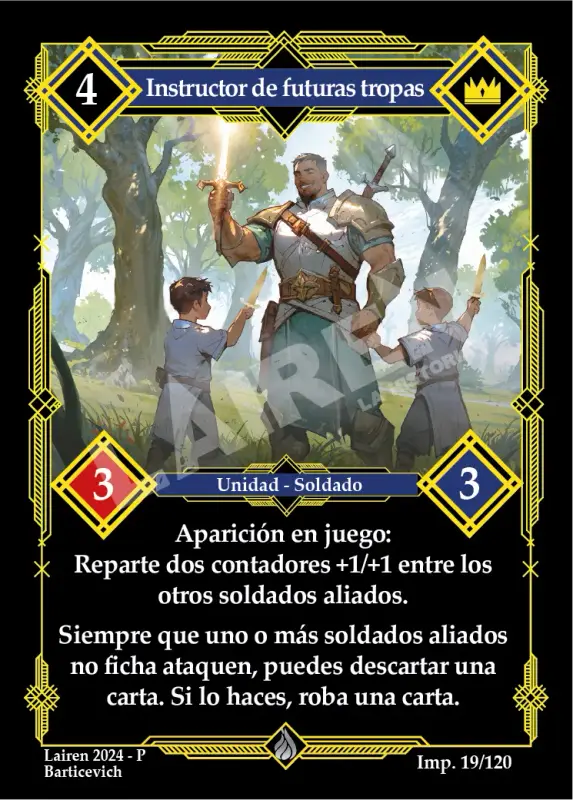 4
Instructor de futuras tropas
3
Unidad - Soldado
3
Aparición en juego:
Reparte dos contadores +1/+1 entre los
otros soldados aliados.
Siempre que uno o más soldados aliados
no ficha ataquen, puedes descartar una
carta. Si lo haces, roba una carta.
Lairen 2024 - P
Barticevich
Imp. 19/120